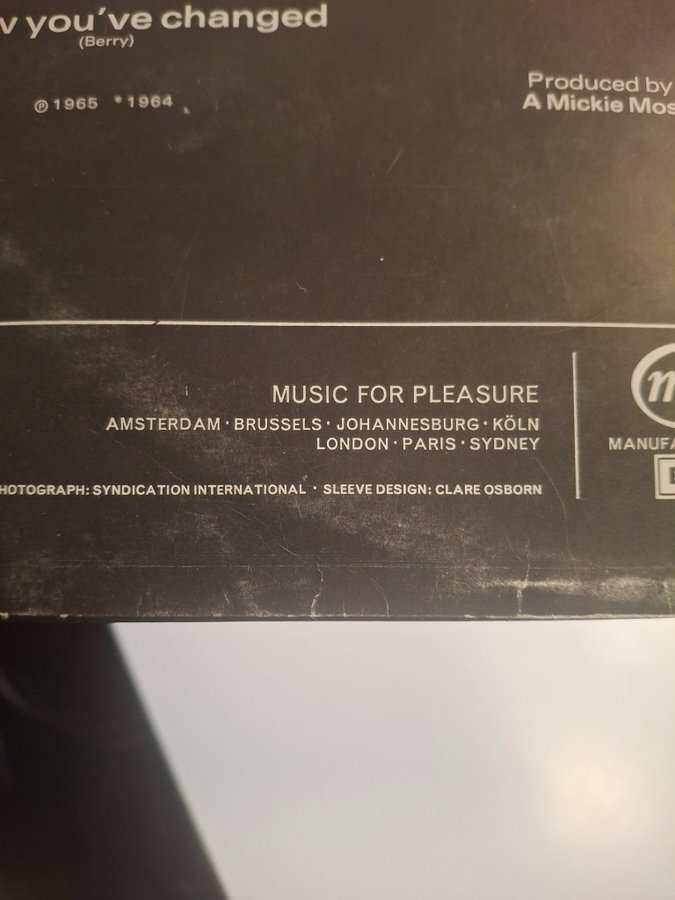 you've changed
(Berry)
℗ 1965 * 1964
Produced by
A Mickie Mos
MUSIC FOR PLEASURE
AMSTERDAM · BRUSSELS · JOHANNESBURG · KÖLN
LONDON · PARIS · SYDNEY
HOTOGRAPH: SYNDICATION INTERNATIONAL · SLEEVE DESIGN: CLARE OSBORN
m
MANUFA